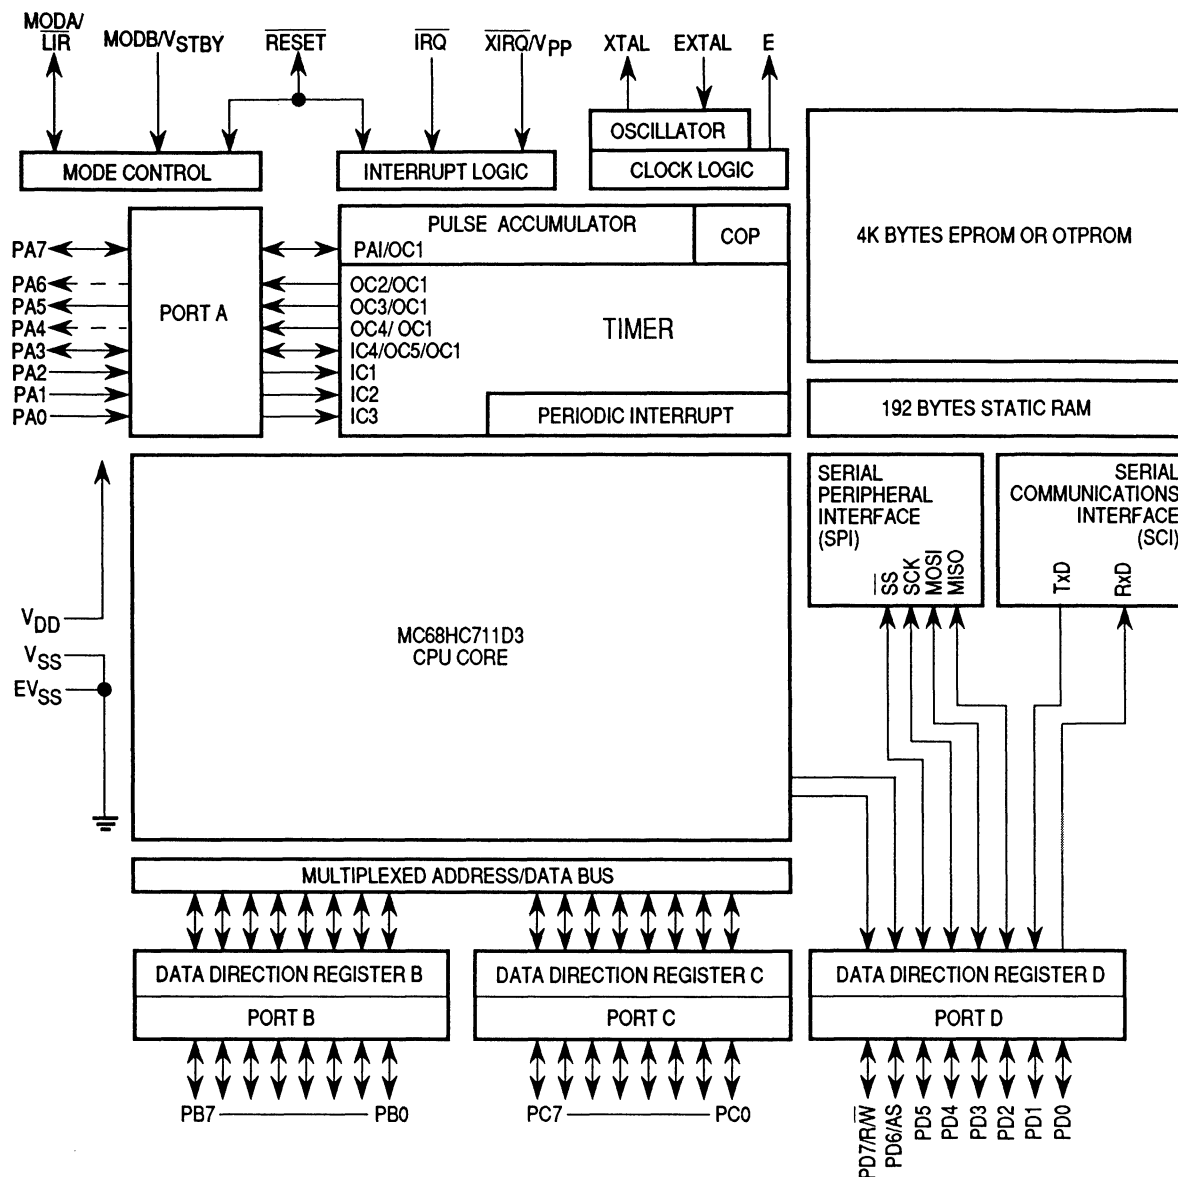 MODA/
LIR
MODB/VSTBY
RESET
IRQ
XIRQ/VPP
XTAL
EXTAL
E
OSCILLATOR
MODE CONTROL
INTERRUPT LOGIC
CLOCK LOGIC
PULSE ACCUMULATOR
COP
4K BYTES EPROM OR OTPROM
PA7
PAI/OC1
PA6
OC2/OC1
PA5
OC3/OC1
PORT A
TIMER
PA4
OC4/ OC1
PA3
IC4/OC5/OC1
PA2
IC1
PA1
IC2
PA0
IC3
PERIODIC INTERRUPT
192 BYTES STATIC RAM
SERIAL
PERIPHERAL
INTERFACE
(SPI)
SS
SCK
MOSI
MISO
SERIAL
COMMUNICATIONS
INTERFACE
(SCI)
TxD
RxD
VDD
VSS
EVSS
MC68HC711D3
CPU CORE
MULTIPLEXED ADDRESS/DATA BUS
DATA DIRECTION REGISTER B
DATA DIRECTION REGISTER C
DATA DIRECTION REGISTER D
PORT B
PORT C
PORT D
PB7
PB0
PC7
PC0
PD7/R/W
PD6/AS
PD5
PD4
PD3
PD2
PD1
PD0